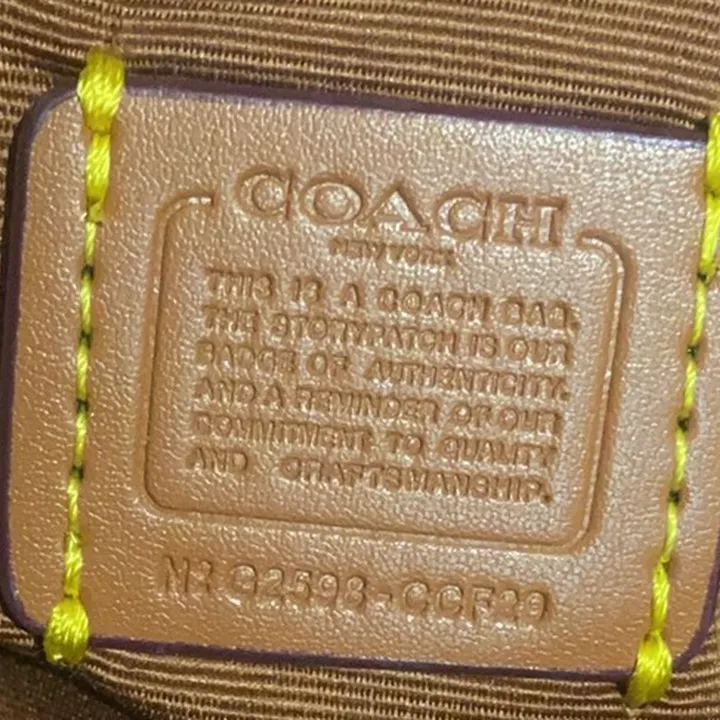 COACH
NEW YORK
THIS IS A COACH BAG.
THE STORYPATCH IS OUR
BADGE OF AUTHENTICITY.
AND A REMINDER OF OUR
COMMITMENT TO QUALITY
AND CRAFTSMANSHIP.
Nº C2598-CCF29